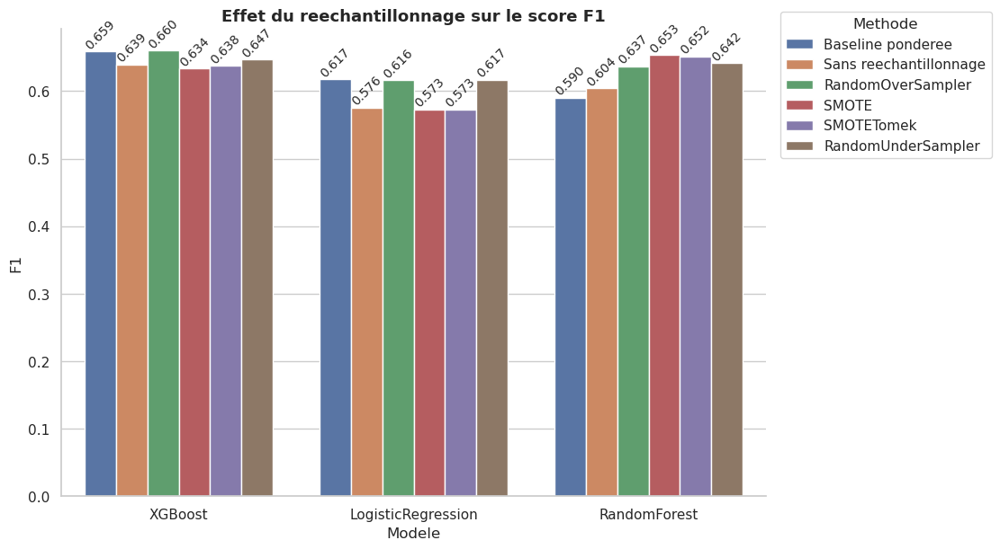 Effet du reechantillonnage sur le score F1
Methode
Baseline ponderee
Sans reechantillonnage
RandomOverSampler
SMOTE
SMOTETomek
RandomUnderSampler
0.659
0.639
0.660
0.634
0.638
0.647
0.617
0.576
0.616
0.573
0.573
0.617
0.590
0.604
0.637
0.653
0.652
0.642
F1
0.6
0.5
0.4
0.3
0.2
0.1
0.0
XGBoost
LogisticRegression
RandomForest
Modele